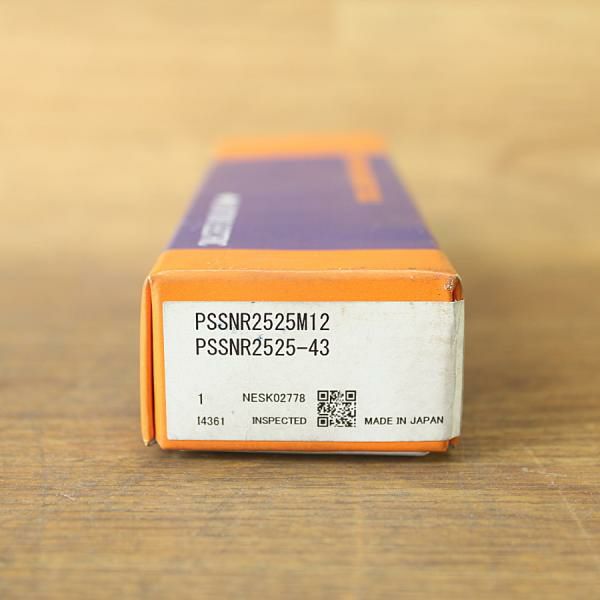 PSSNR2525M12
PSSNR2525-43
1 NESK02778
I4361 INSPECTED MADE IN JAPAN